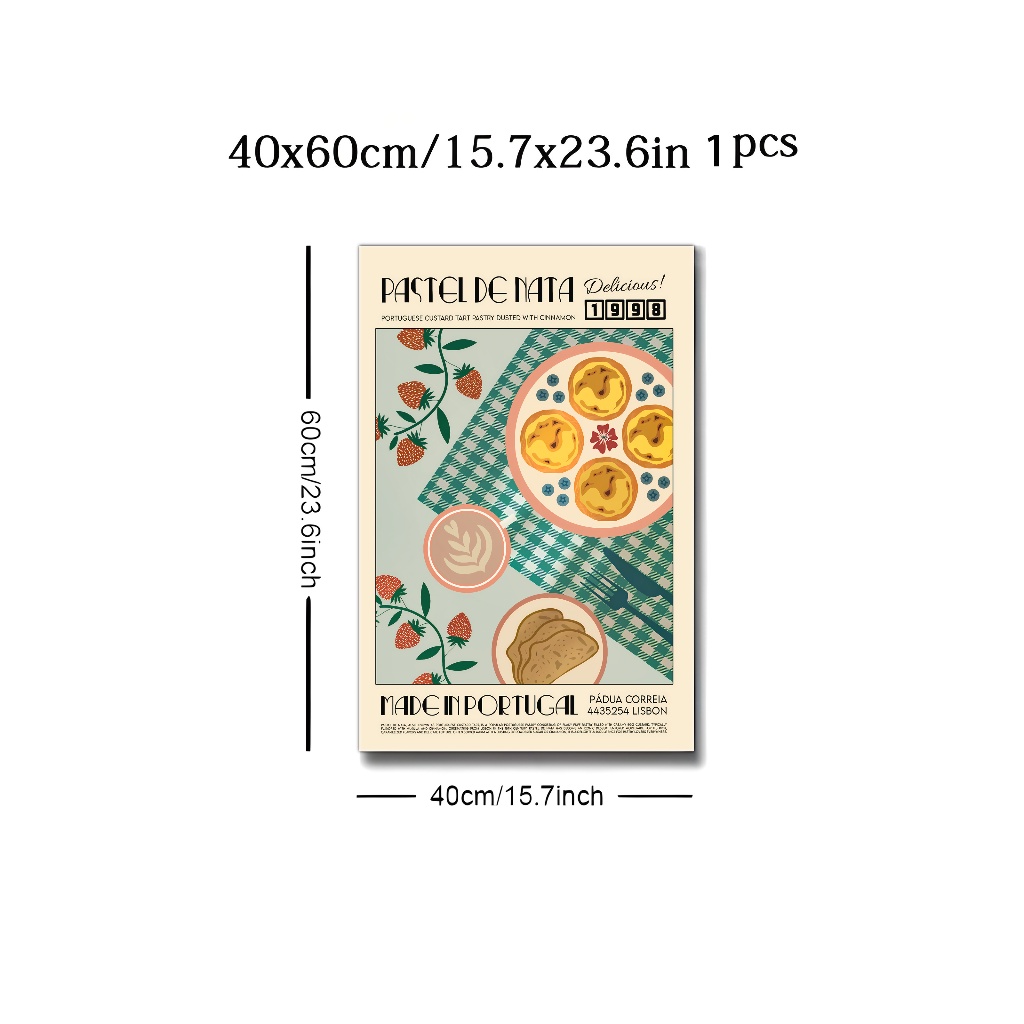 40x60cm/15.7x23.6in 1pcs
PASTEL DE NATA
Delicious!
1998
PORTUGUESE CUSTARD TART PASTRY DUSTED WITH CINNAMON
60cm/23.6inch
MADE IN PORTUGAL
PÁDUA CORREIA
4435254 LISBON
40cm/15.7inch